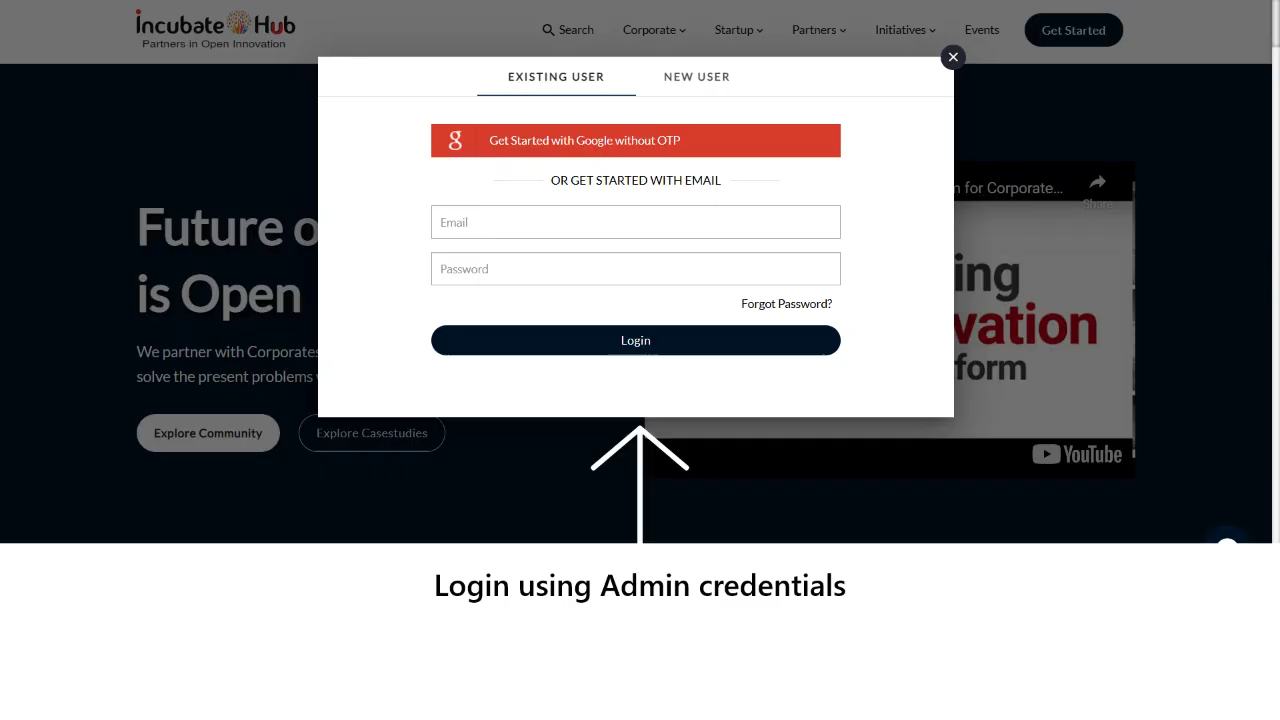 incubate Hub
Partners in Open Innovation
Search
Corporate
Startup
Partners
Initiatives
Events
Get Started
EXISTING USER
NEW USER
g
Get Started with Google without OTP
OR GET STARTED WITH EMAIL
Email
Password
Forgot Password?
Login
Future o
is Open
We partner with Corporates
solve the present problems
Explore Community
Explore Casestudies
m for Corporate...
Share
ing
vation
form
YouTube
Login using Admin credentials